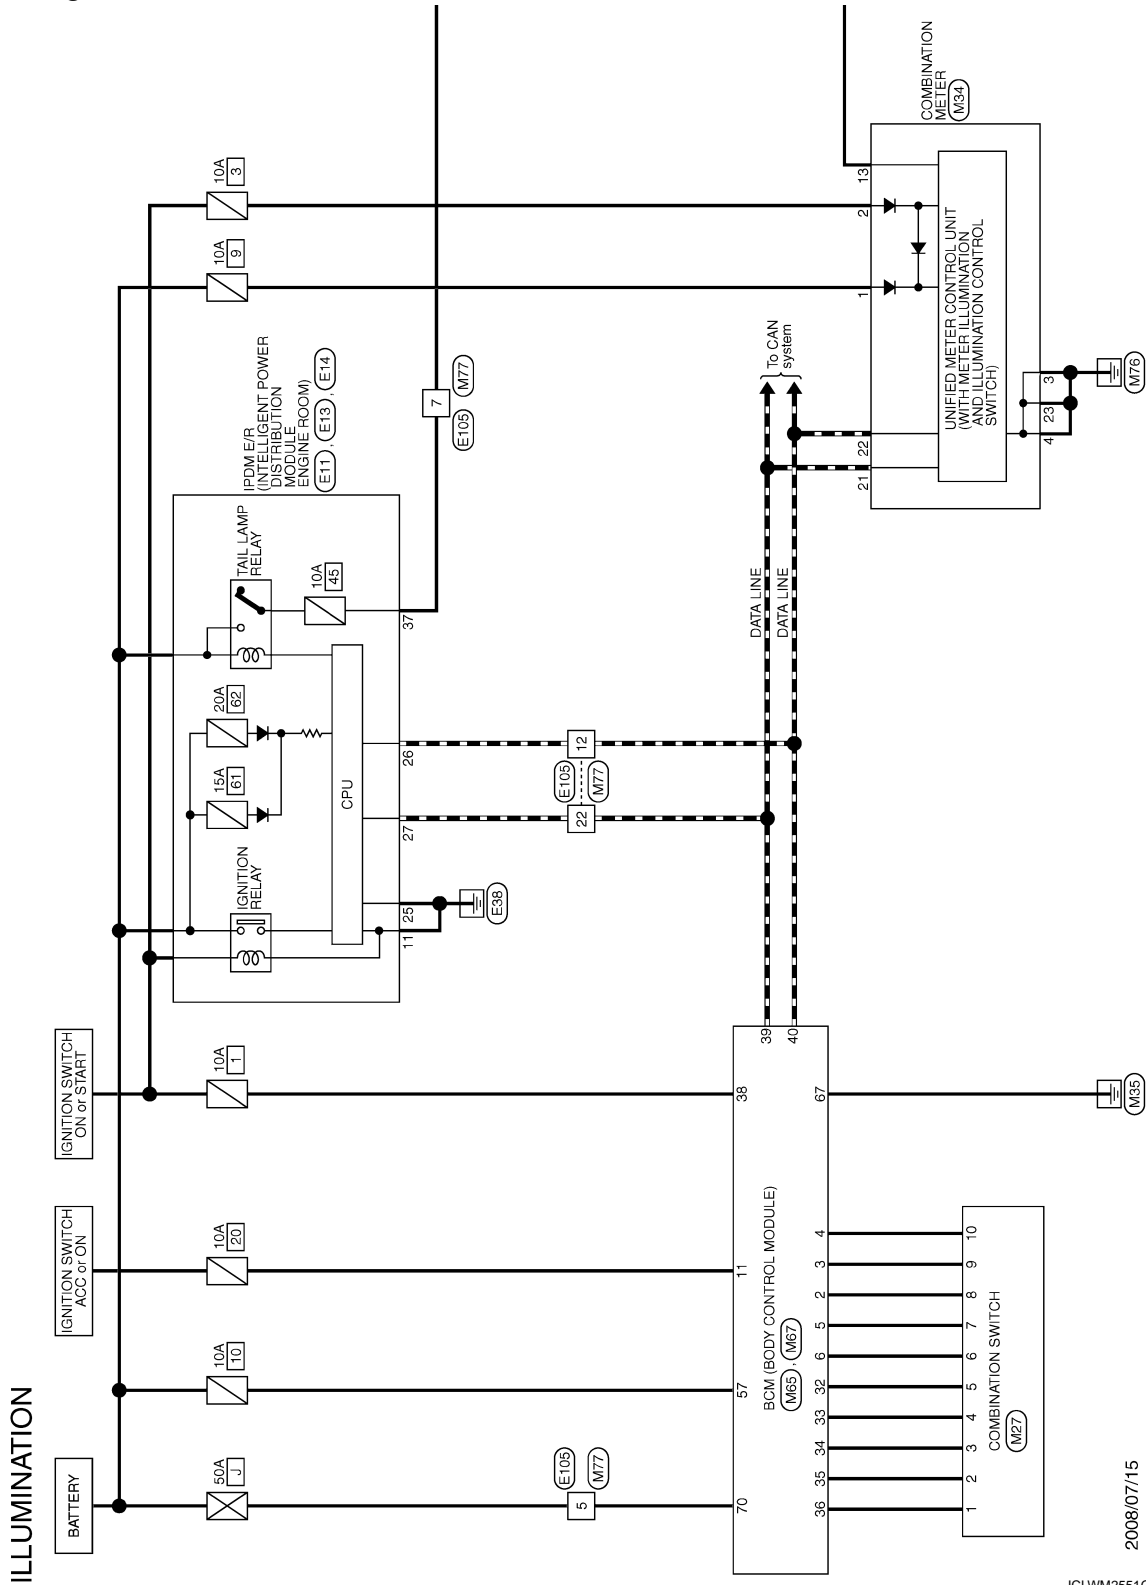 ILLUMINATION
BATTERY
IGNITION SWITCH
ACC or ON
IGNITION SWITCH
ON or START
50A
J
10A
10
10A
20
10A
1
10A
9
10A
3
IPDM E/R
(INTELLIGENT POWER
DISTRIBUTION
MODULE
ENGINE ROOM)
E11 , E13 , E14
IGNITION
RELAY
15A
61
20A
62
TAIL LAMP
RELAY
10A
45
CPU
11
25
27
26
37
E38
E105
5
M77
22
E105
M77
12
E105
7
M77
70
57
11
38
39
40
BCM (BODY CONTROL MODULE)
M65 , M67
36
35
34
33
32
6
5
2
3
4
67
1
2
3
4
5
6
7
8
9
10
COMBINATION SWITCH
M27
M35
DATA LINE
DATA LINE
To CAN
system
COMBINATION
METER
M34
21
22
1
2
13
UNIFIED METER CONTROL UNIT
(WITH METER ILLUMINATION
AND ILLUMINATION CONTROL
SWITCH)
4
23
3
M76
2008/07/15